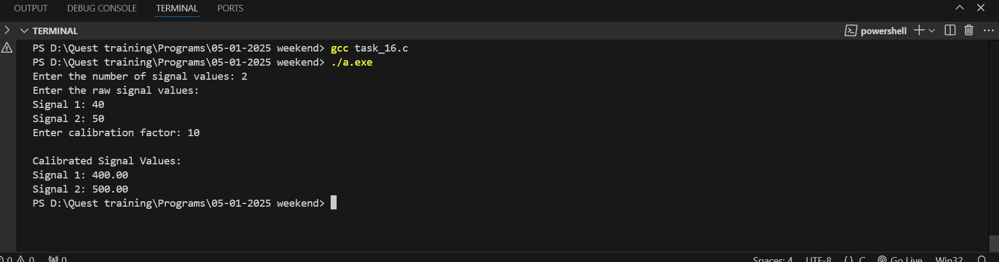 OUTPUT DEBUG CONSOLE TERMINAL PORTS
TERMINAL powershell
PS D:\Quest training\Programs\05-01-2025 weekend> gcc task_16.c
PS D:\Quest training\Programs\05-01-2025 weekend> ./a.exe
Enter the number of signal values: 2
Enter the raw signal values:
Signal 1: 40
Signal 2: 50
Enter calibration factor: 10
Calibrated Signal Values:
Signal 1: 400.00
Signal 2: 500.00
PS D:\Quest training\Programs\05-01-2025 weekend>
0 0 0 Spaces: 4 UTF-8 {} C Go Live Win32